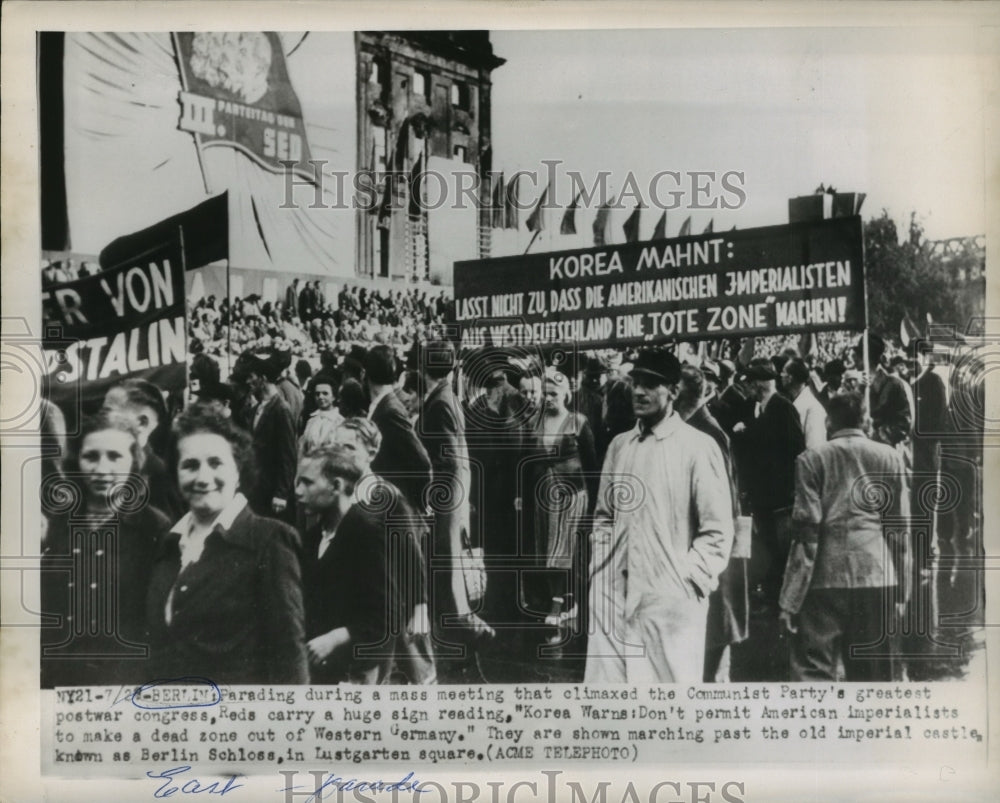 III. PARTEITAG DER
SED
ER VON
STALIN
KOREA MAHNT:
LASST NICHT ZU, DASS DIE AMERIKANISCHEN IMPERIALISTEN
AUS WESTDEUTSCHLAND EINE „TOTE ZONE" MACHEN!
HISTORIC IMAGES
NY21-7/24-BERLIN: Parading during a mass meeting that climaxed the Communist Party's greatest
postwar congress, Reds carry a huge sign reading, "Korea Warns: Don't permit American imperialists
to make a dead zone out of Western Germany." They are shown marching past the old imperial castle,
known as Berlin Schloss, in Lustgarten square. (ACME TELEPHOTO)
East - parade
HISTORIC IMAGES